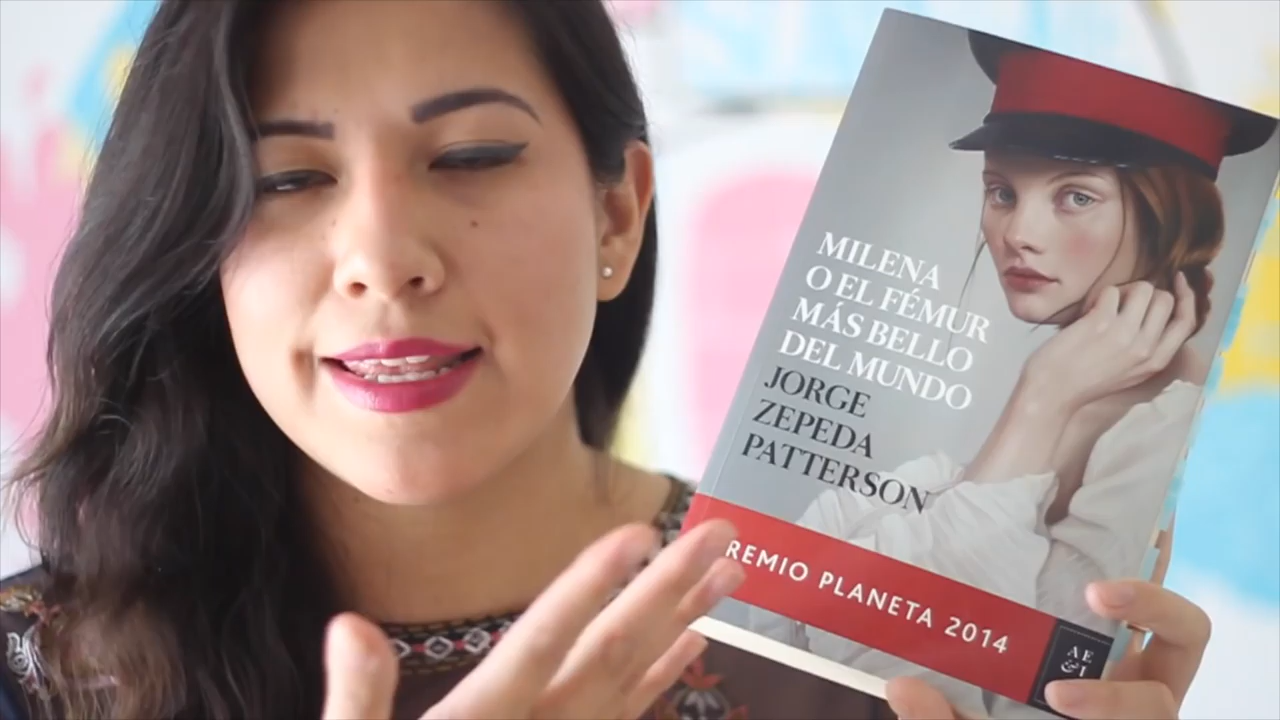 MILENA
O EL FÉMUR
MÁS BELLO
DEL MUNDO
JORGE
ZEPEDA
PATTERSON
REMIO PLANETA 2014
AE
&I